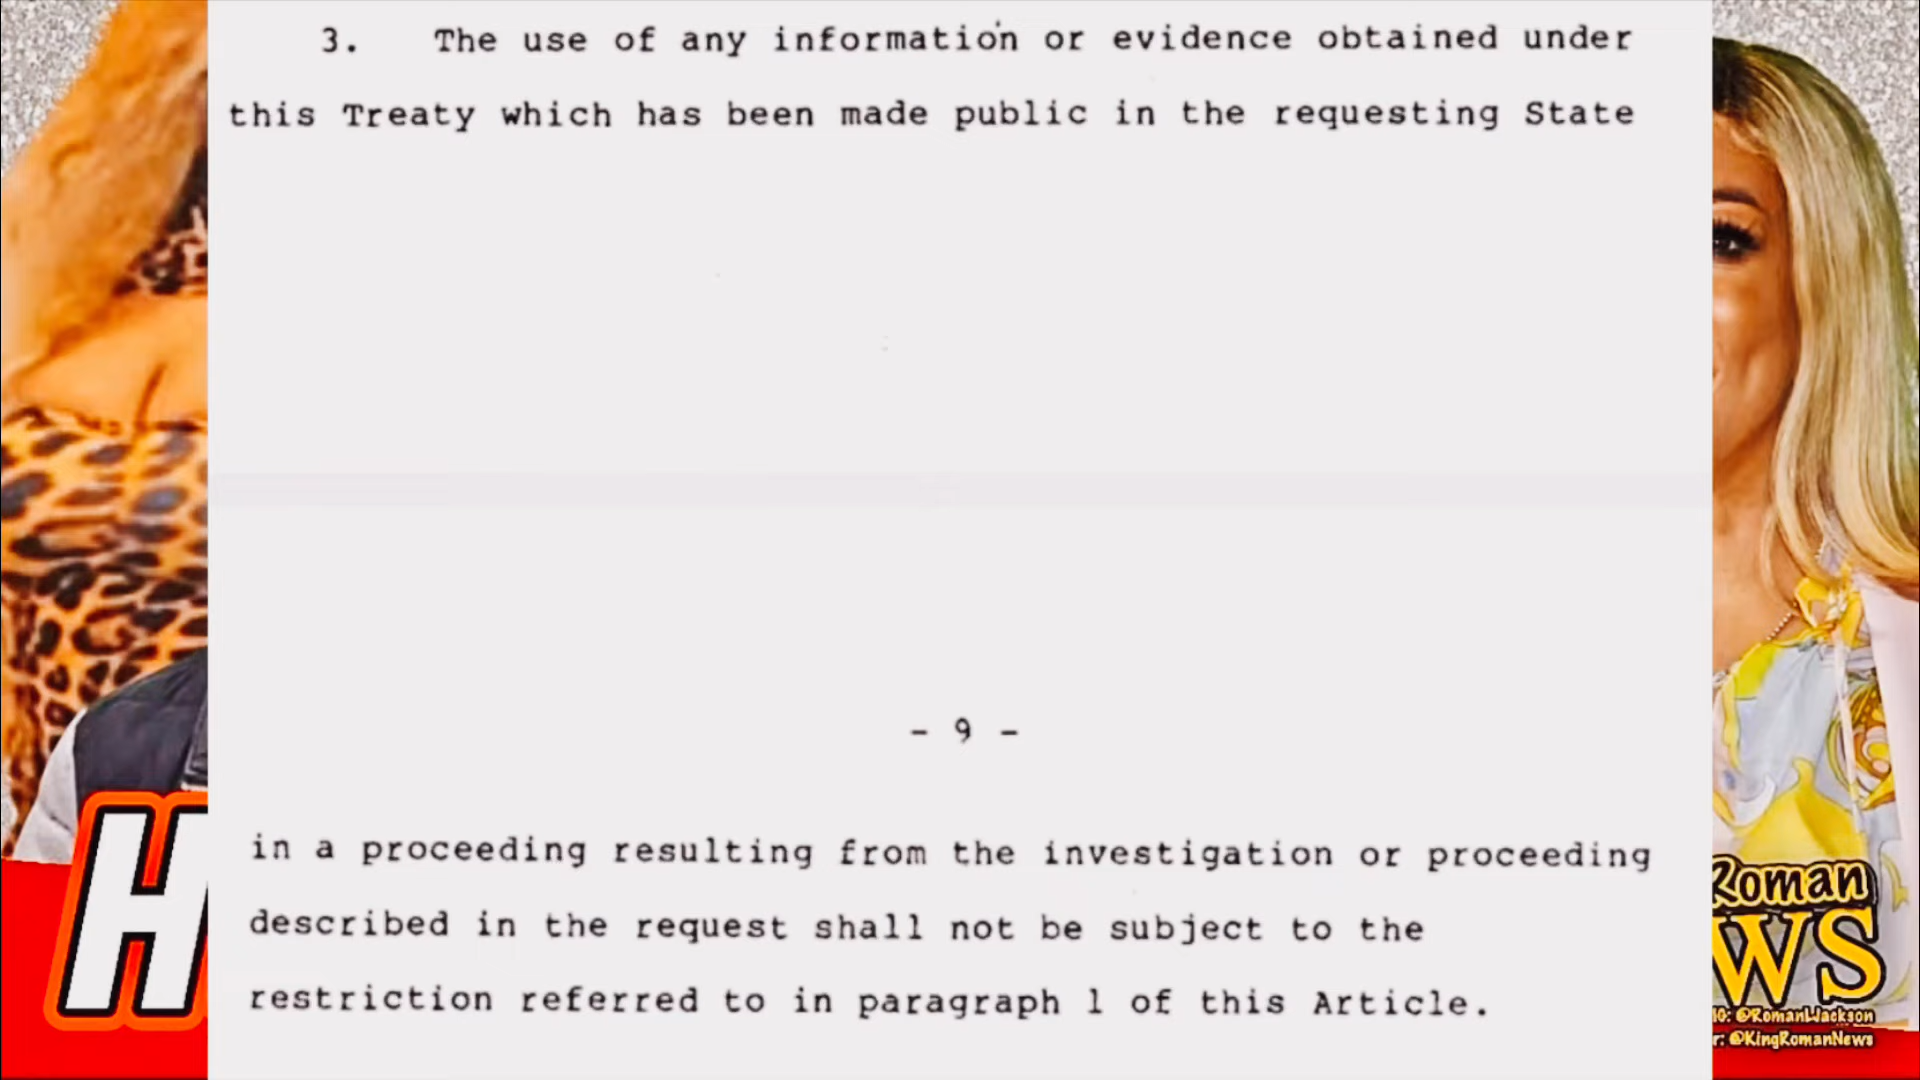 3. The use of any information or evidence obtained under
this Treaty which has been made public in the requesting State
- 9 -
in a proceeding resulting from the investigation or proceeding
described in the request shall not be subject to the
restriction referred to in paragraph 1 of this Article.
H
Roman
WS
IG: @RomanWJackson
r: @KingRomanNews